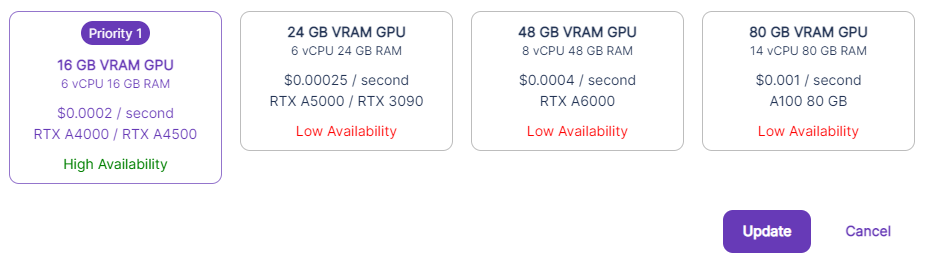 Priority 1
16 GB VRAM GPU
6 vCPU 16 GB RAM
$0.0002 / second
RTX A4000 / RTX A4500
High Availability
24 GB VRAM GPU
6 vCPU 24 GB RAM
$0.00025 / second
RTX A5000 / RTX 3090
Low Availability
48 GB VRAM GPU
8 vCPU 48 GB RAM
$0.0004 / second
RTX A6000
Low Availability
80 GB VRAM GPU
14 vCPU 80 GB RAM
$0.001 / second
A100 80 GB
Low Availability
Update
Cancel